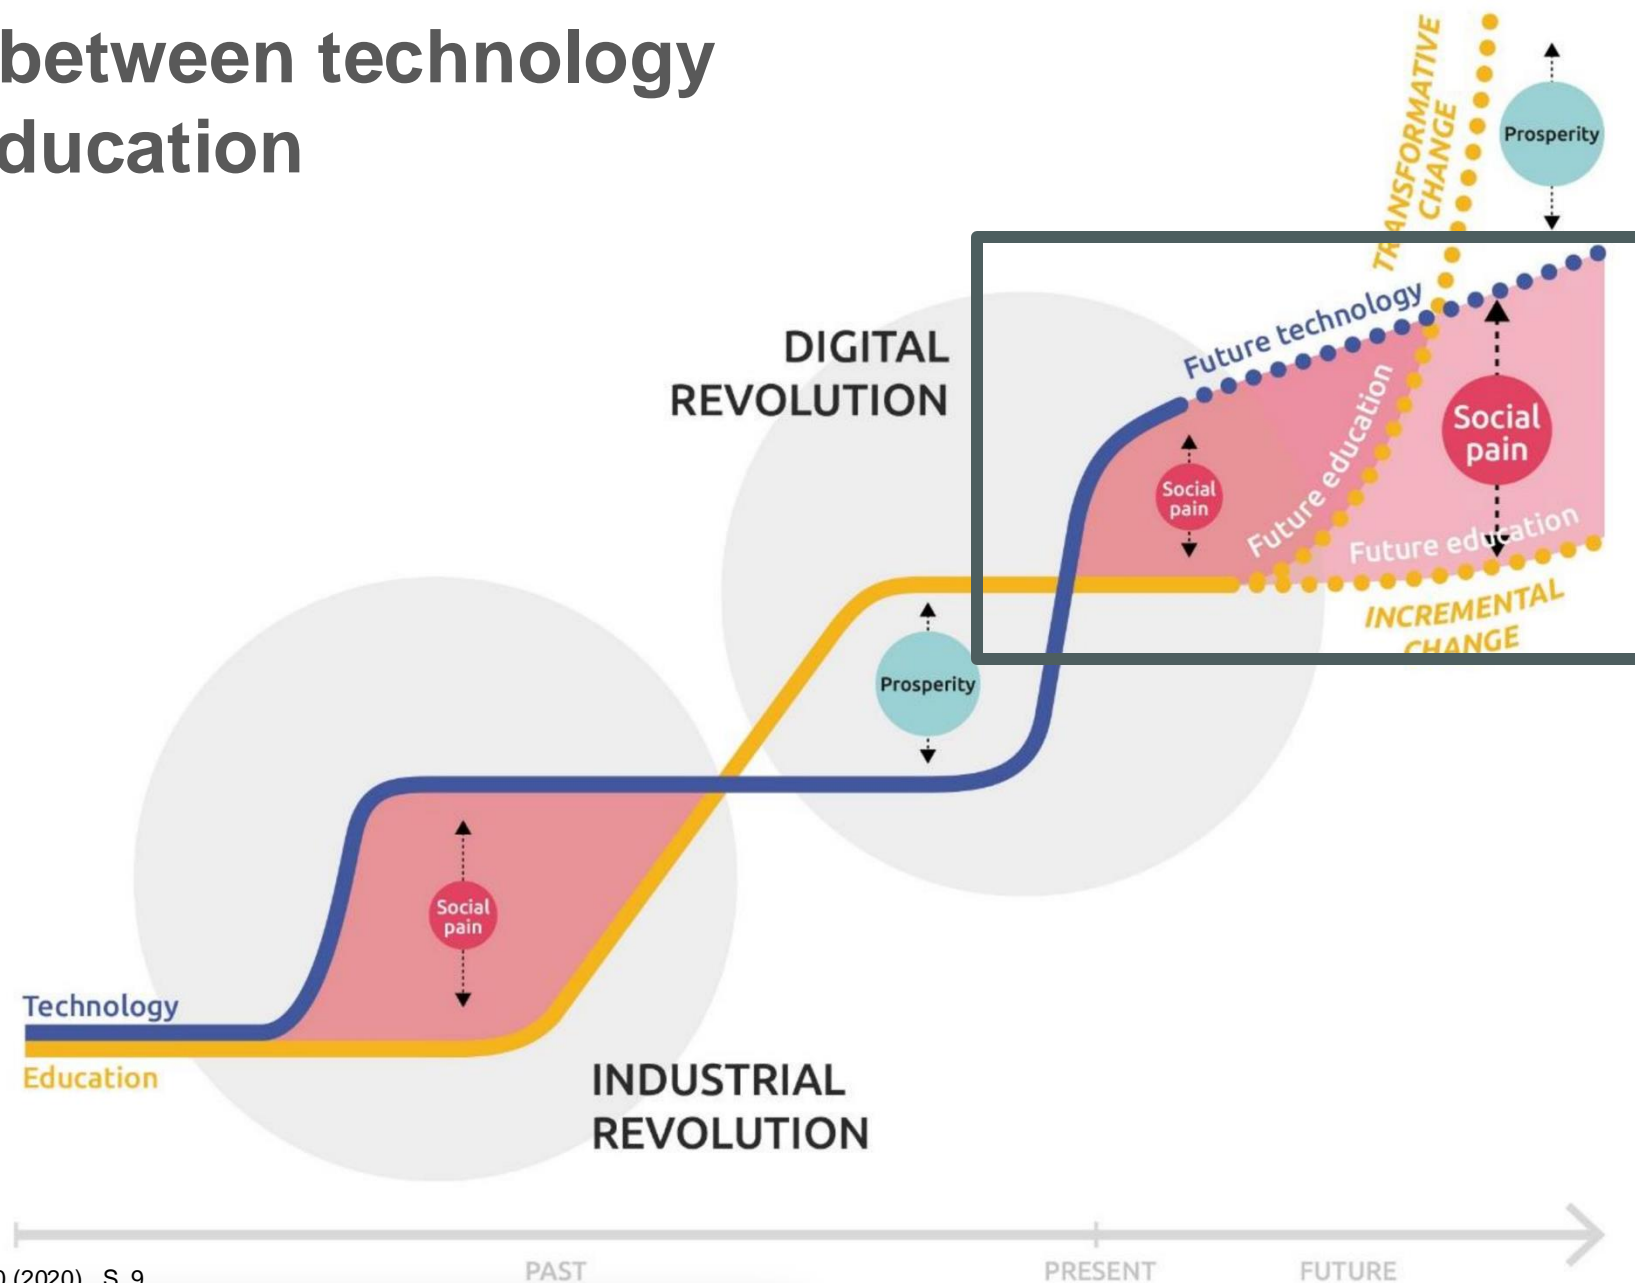 between technology
ducation
TRANSFORMATIVE
CHANGE
Prosperity
DIGITAL
REVOLUTION
Future technology
Future education
Social
pain
Social
pain
Future education
INCREMENTAL
CHANGE
Prosperity
Social
pain
Technology
Education
INDUSTRIAL
REVOLUTION
PAST
PRESENT
FUTURE
0 (2020), S. 9